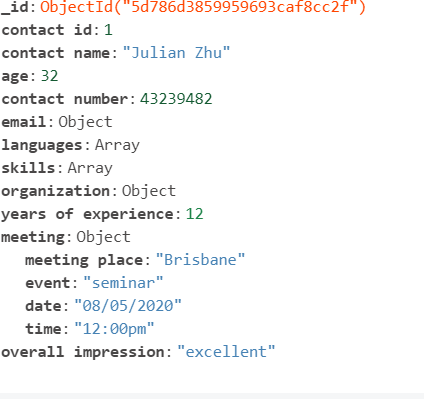 _id: ObjectId("5d786d3859959693caf8cc2f")
contact id: 1
contact name: "Julian Zhu"
age: 32
contact number: 43239482
email: Object
languages: Array
skills: Array
organization: Object
years of experience: 12
meeting: Object
meeting place: "Brisbane"
event: "seminar"
date: "08/05/2020"
time: "12:00pm"
overall impression: "excellent"